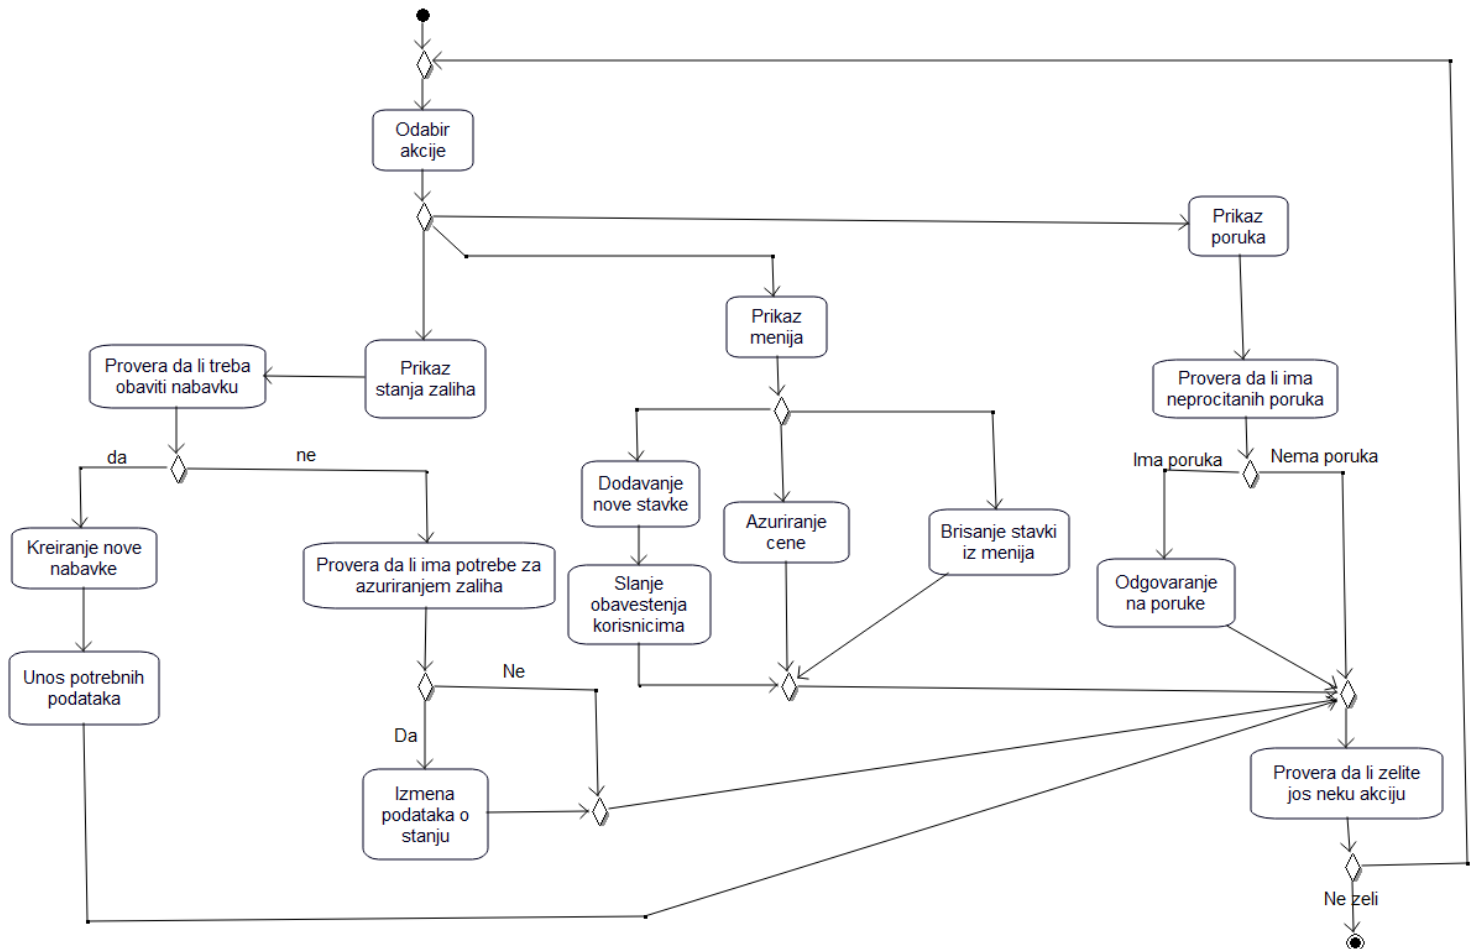 Odabir
akcije
Prikaz
poruka
Prikaz
menija
Provera da li treba
obaviti nabavku
Prikaz
stanja zaliha
Provera da li ima
neprocitanih poruka
da
ne
Ima poruka
Nema poruka
Dodavanje
nove stavke
Azuriranje
cene
Brisanje stavki
iz menija
Kreiranje nove
nabavke
Provera da li ima potrebe za
azuriranjem zaliha
Slanje
obavestenja
korisnicima
Odgovaranje
na poruke
Unos potrebnih
podataka
Ne
Da
Izmena
podataka o
stanju
Provera da li zelite
jos neku akciju
Ne zeli